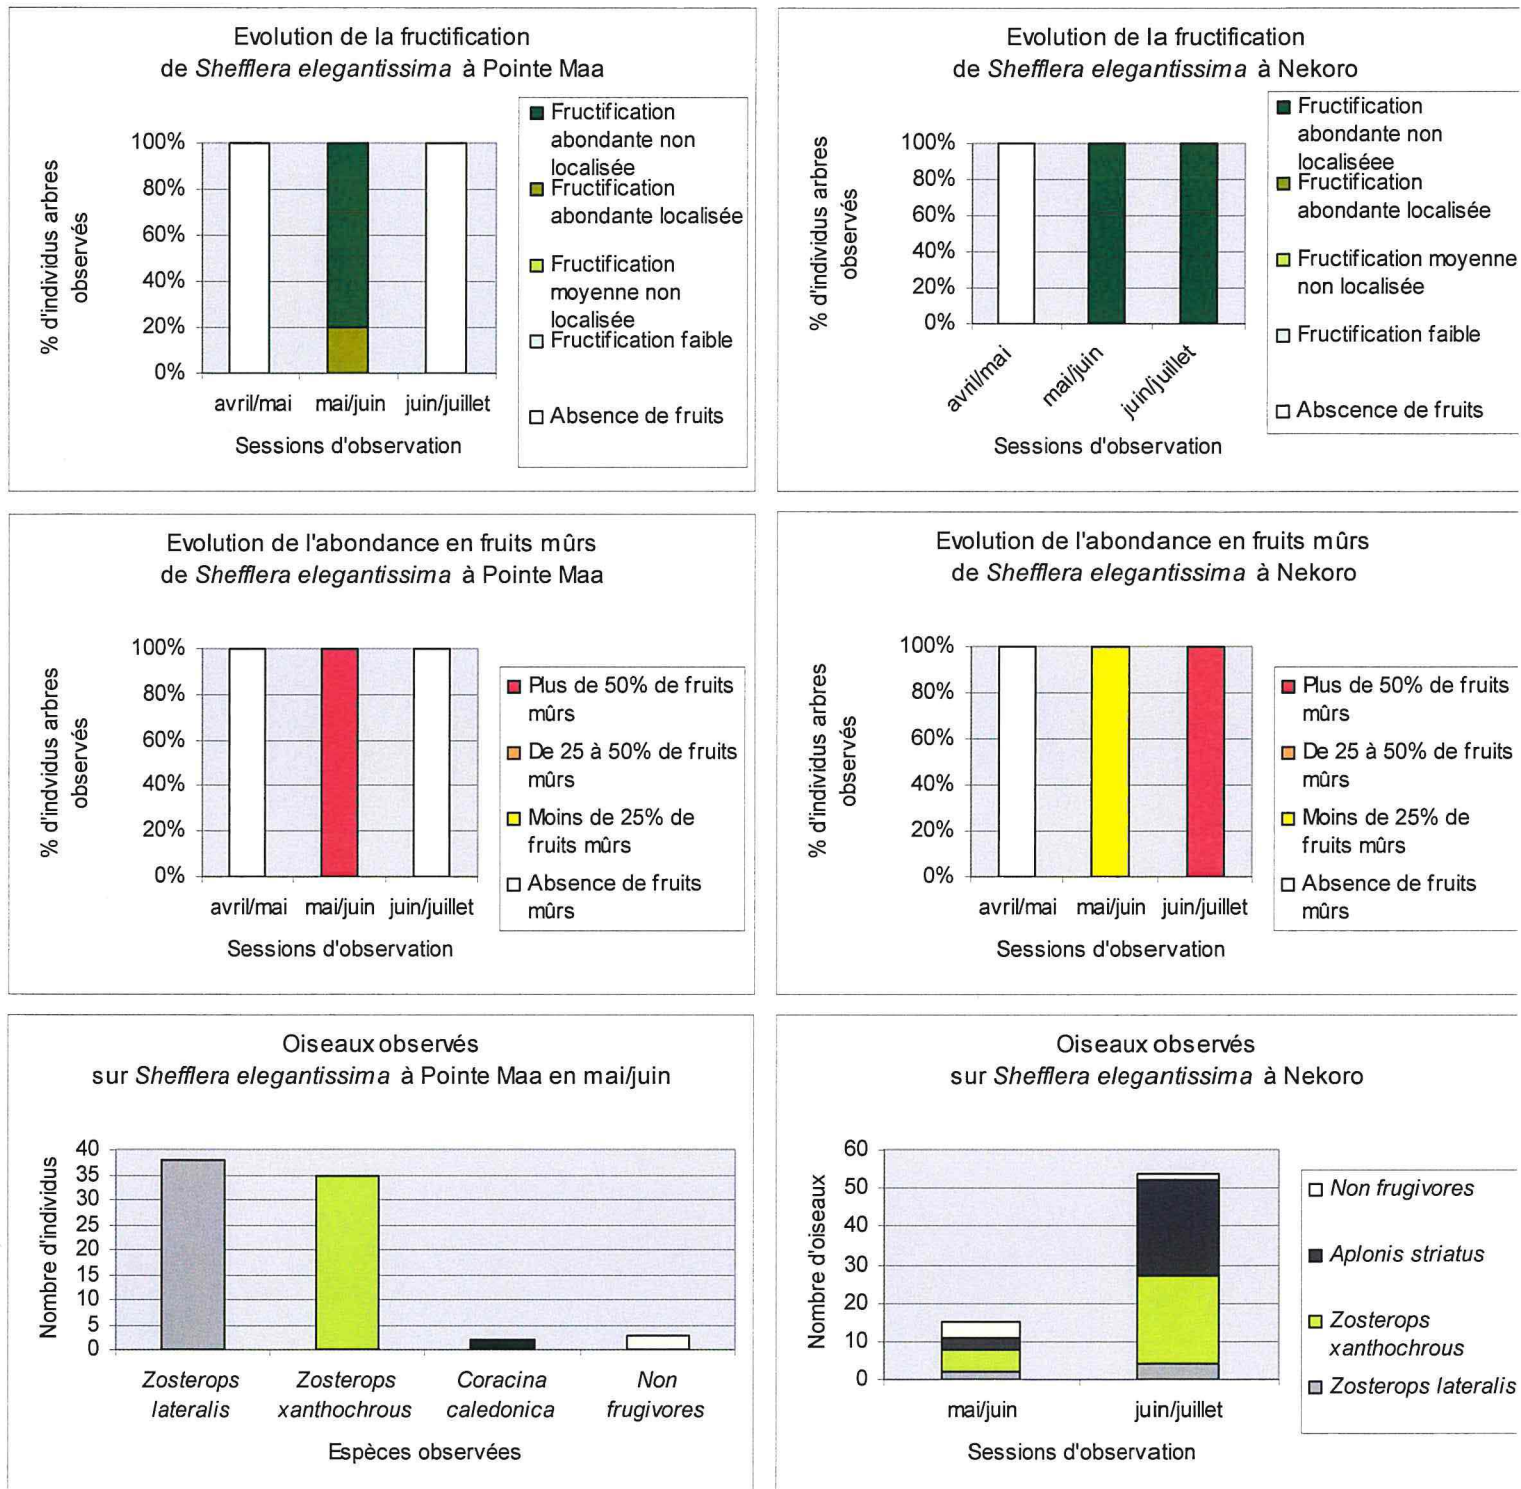 Evolution de la fructification
de Shefflera elegantissima à Pointe Maa
% d'individus arbres
observés
100%
80%
60%
40%
20%
0%
avril/mai mai/juin juin/juillet
Sessions d'observation
Fructification
abondante non
localisée
Fructification
abondante localisée
Fructification
moyenne non
localisée
Fructification faible
Absence de fruits
Evolution de la fructification
de Shefflera elegantissima à Nekoro
% d'individus arbres
observés
100%
80%
60%
40%
20%
0%
avril/mai
mai/juin
juin/juillet
Sessions d'observation
Fructification
abondante non
localiséee
Fructification
abondante localisée
Fructification moyenne
non localisée
Fructification faible
Abscence de fruits
Evolution de l'abondance en fruits mûrs
de Shefflera elegantissima à Pointe Maa
% d'individus arbres
observés
100%
80%
60%
40%
20%
0%
avril/mai mai/juin juin/juillet
Sessions d'observation
Plus de 50% de fruits
mûrs
De 25 à 50% de fruits
mûrs
Moins de 25% de
fruits mûrs
Absence de fruits
mûrs
Evolution de l'abondance en fruits mûrs
de Shefflera elegantissima à Nekoro
% d'individus arbres
observés
100%
80%
60%
40%
20%
0%
avril/mai mai/juin juin/juillet
Sessions d'observation
Plus de 50% de fruits
mûrs
De 25 à 50% de fruits
mûrs
Moins de 25% de
fruits mûrs
Absence de fruits
mûrs
Oiseaux observés
sur Shefflera elegantissima à Pointe Maa en mai/juin
Nombre d'individus
40
35
30
25
20
15
10
5
0
Zosterops
lateralis
Zosterops
xanthochrous
Coracina
caledonica
Non
frugivores
Espèces observées
Oiseaux observés
sur Shefflera elegantissima à Nekoro
Nombre d'oiseaux
60
50
40
30
20
10
0
mai/juin juin/juillet
Sessions d'observation
Non frugivores
Aplonis striatus
Zosterops
xanthochrous
Zosterops lateralis